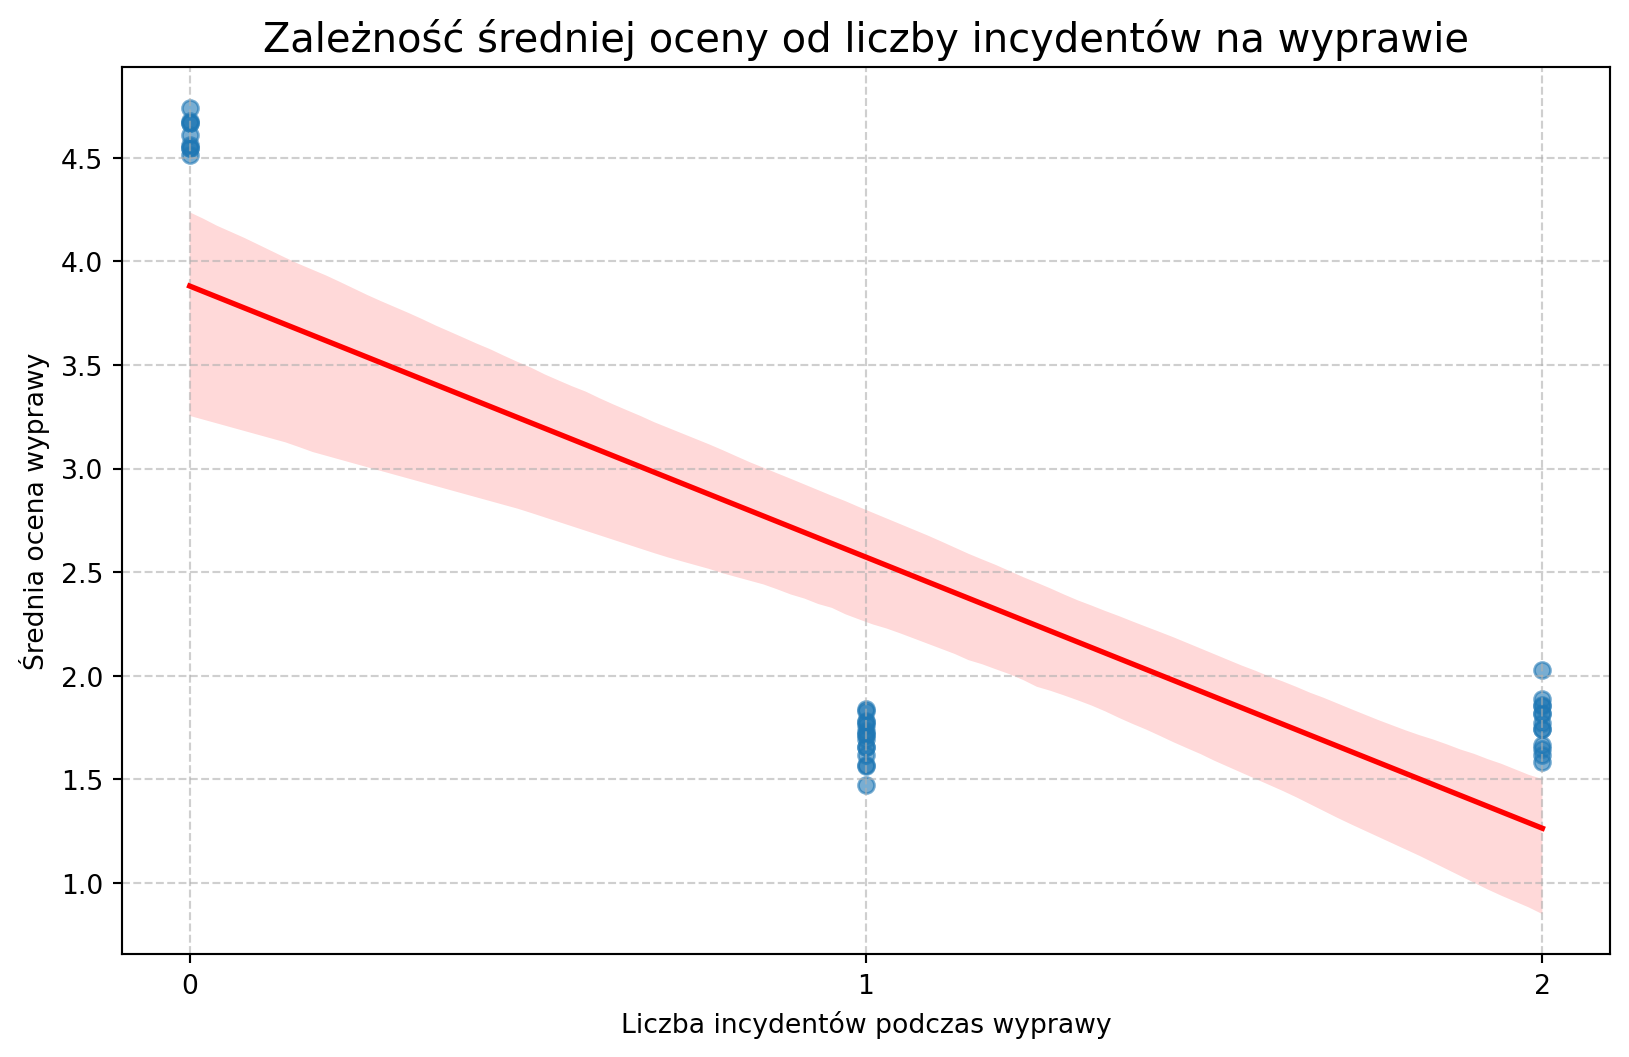 Zależność średniej oceny od liczby incydentów na wyprawie
Średnia ocena wyprawy
4.5
4.0
3.5
3.0
2.5
2.0
1.5
1.0
0 1 2
Liczba incydentów podczas wyprawy